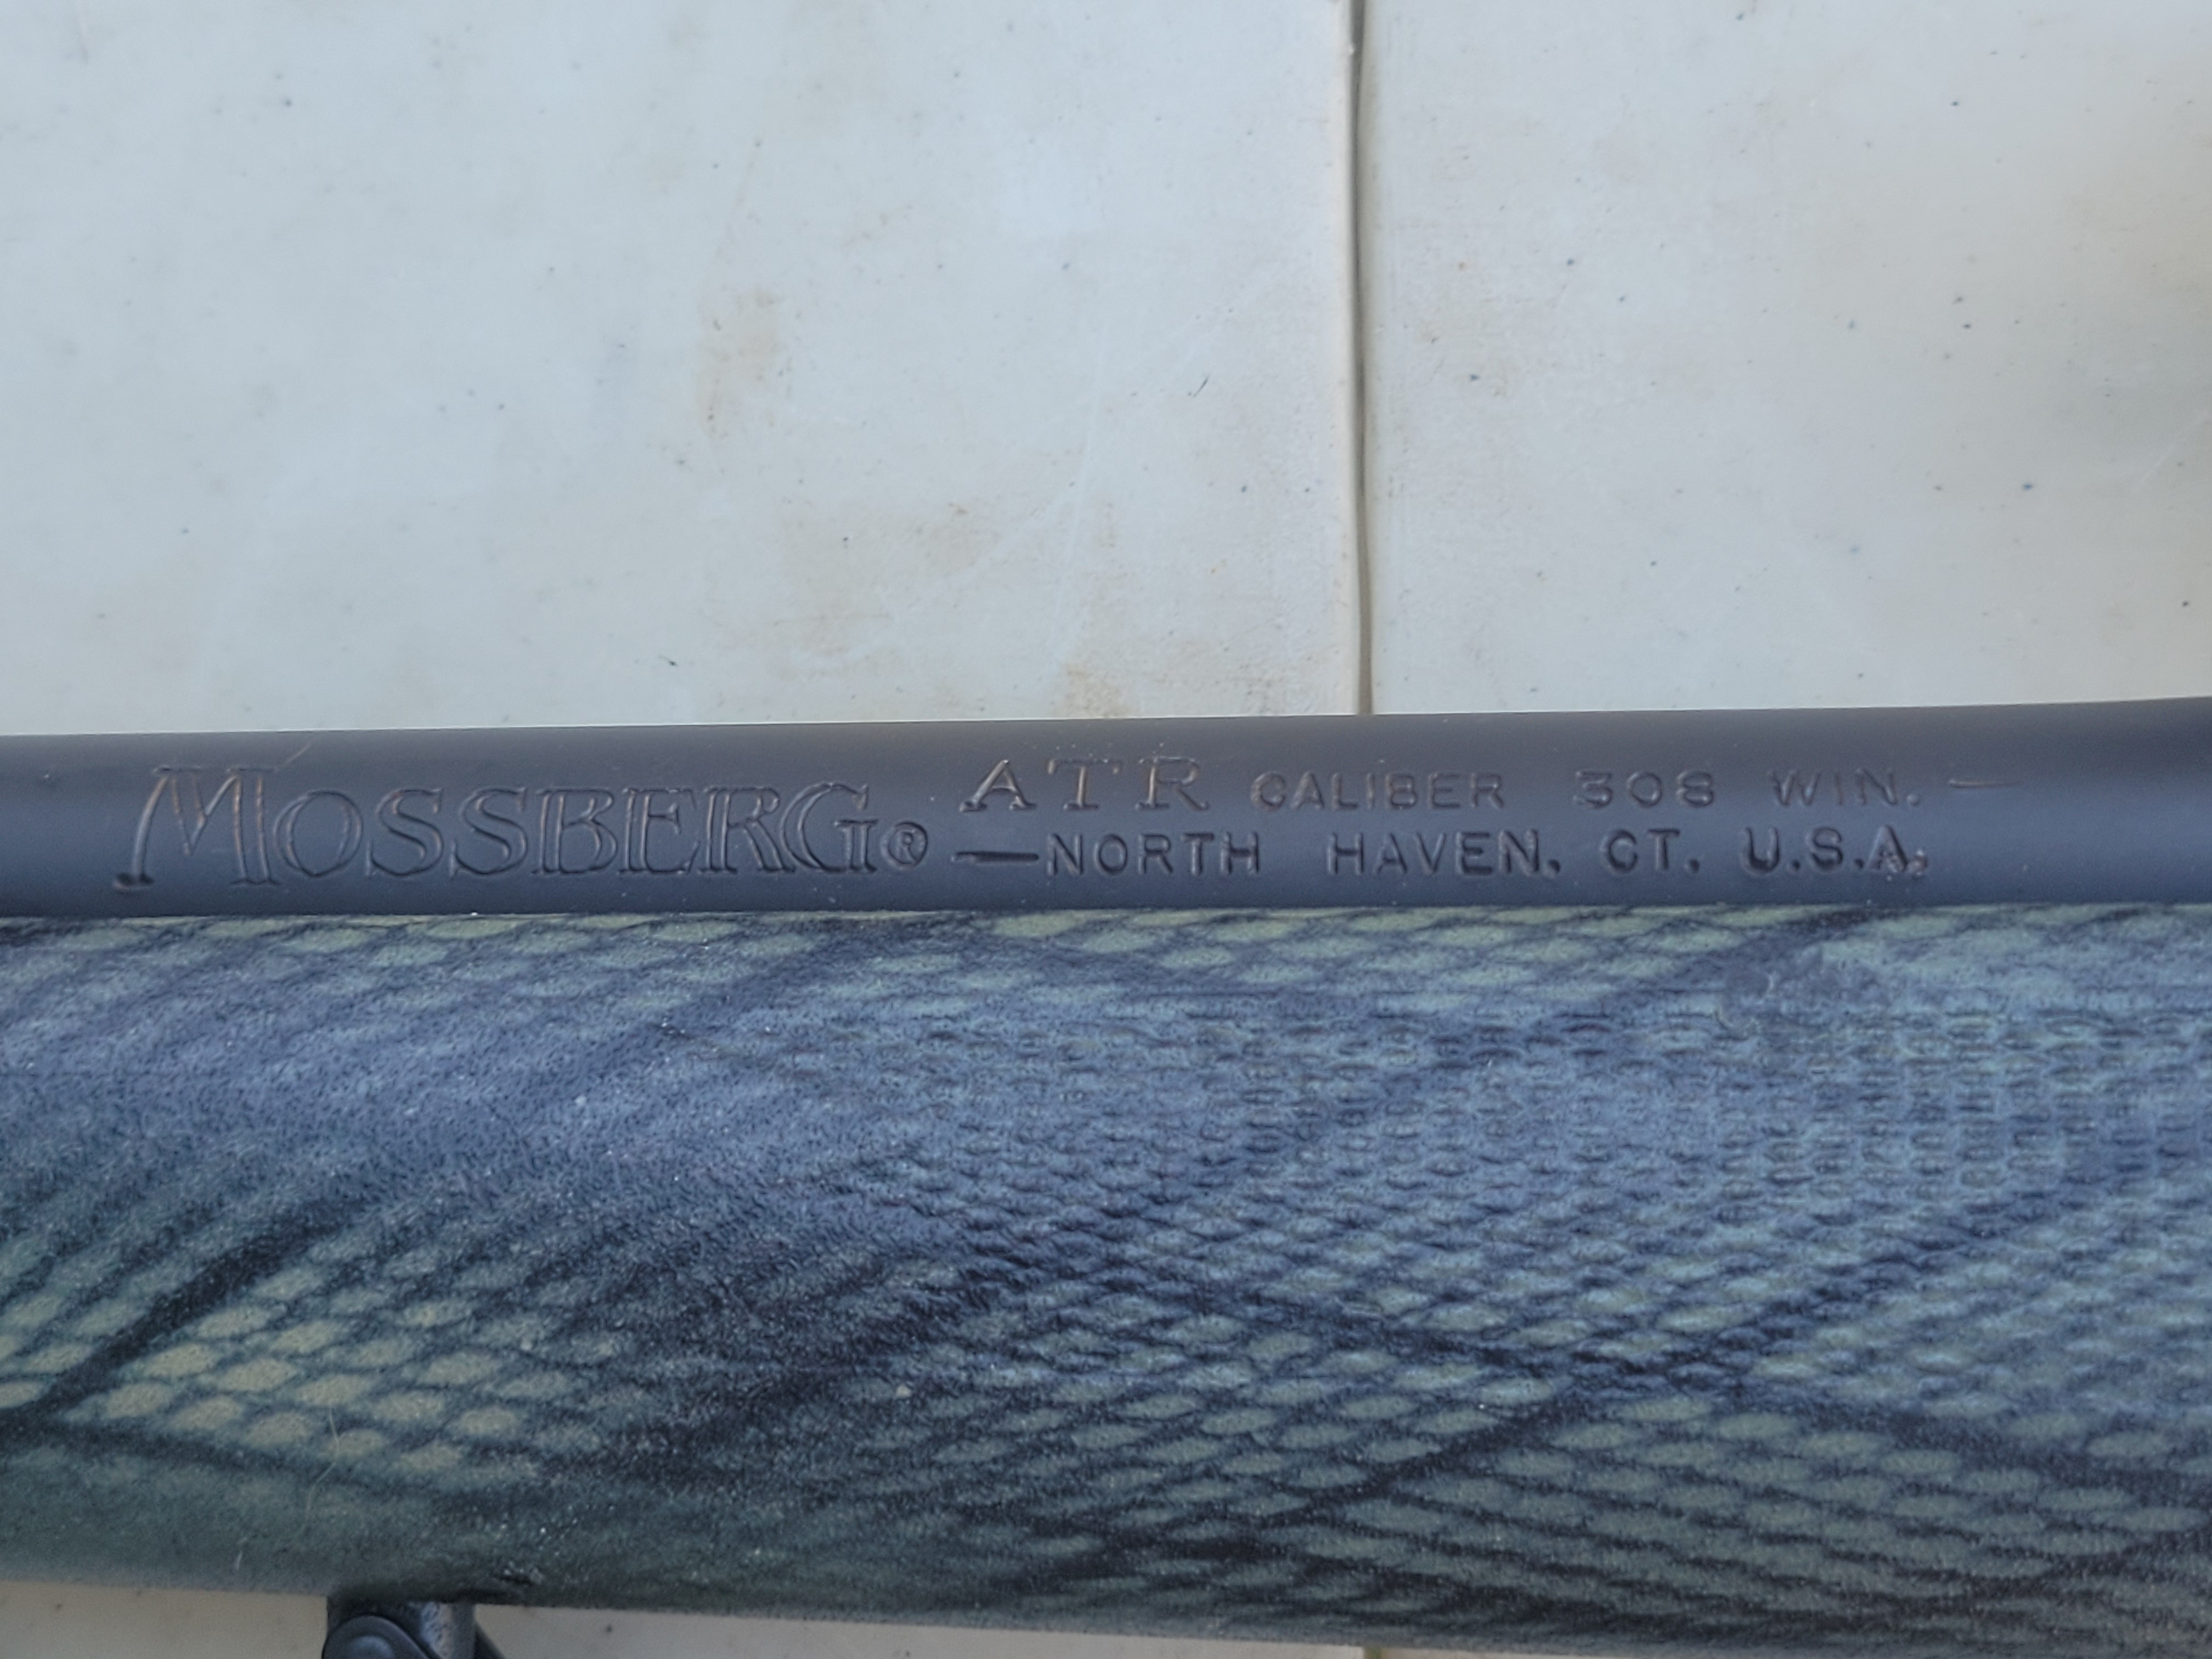 MOSSBERG® ATR CALIBER 308 WIN. —
—NORTH HAVEN, CT. U.S.A.